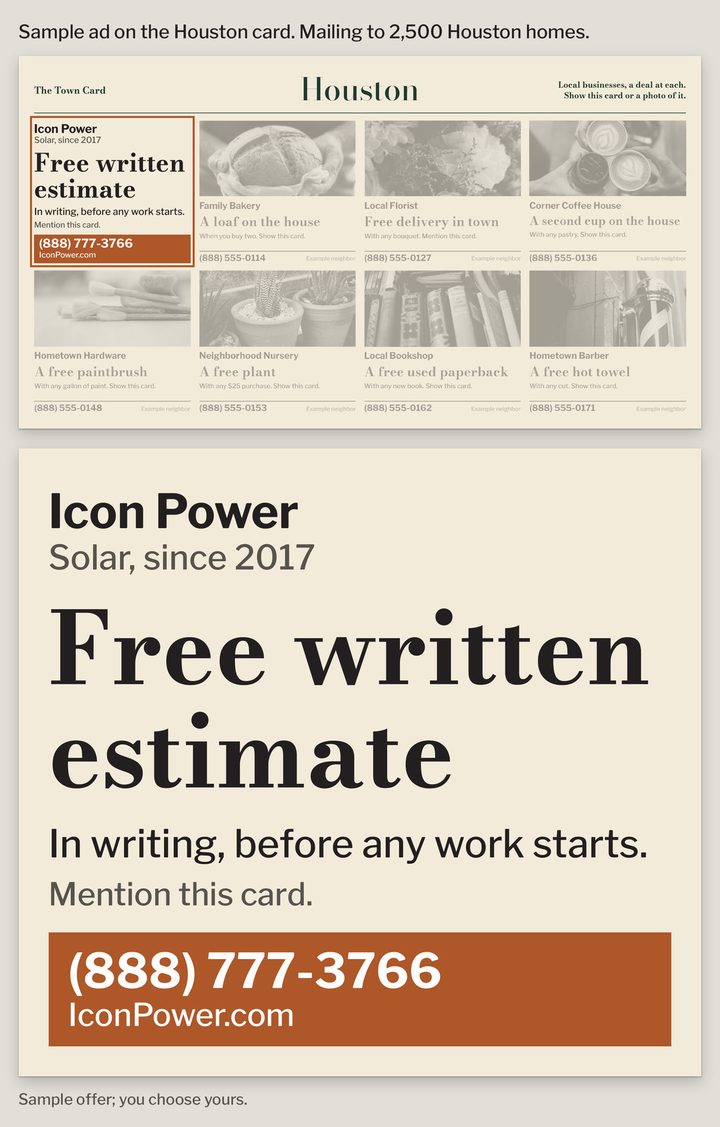 Sample ad on the Houston card. Mailing to 2,500 Houston homes.
The Town Card
Houston
Local businesses, a deal at each.
Show this card or a photo of it.
Icon Power
Solar, since 2017
Free written
estimate
In writing, before any work starts.
Mention this card.
(888) 777-3766
IconPower.com
Family Bakery
A loaf on the house
When you buy two. Show this card.
(888) 555-0114
Example neighbor
Local Florist
Free delivery in town
With any bouquet. Mention this card.
(888) 555-0127
Example neighbor
Corner Coffee House
A second cup on the house
With any pastry. Show this card.
(888) 555-0136
Example neighbor
Hometown Hardware
A free paintbrush
With any gallon of paint. Show this card.
(888) 555-0148
Example neighbor
Neighborhood Nursery
A free plant
With any $25 purchase. Show this card.
(888) 555-0153
Example neighbor
Local Bookshop
A free used paperback
With any new book. Show this card.
(888) 555-0162
Example neighbor
Hometown Barber
A free hot towel
With any cut. Show this card.
(888) 555-0171
Example neighbor
Icon Power
Solar, since 2017
Free written
estimate
In writing, before any work starts.
Mention this card.
(888) 777-3766
IconPower.com
Sample offer; you choose yours.